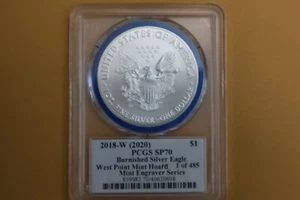 UNITED STATES OF AMERICA
1 OZ. FINE SILVER~ONE DOLLAR
2018-W (2020) $1
PCGS SP70
Burnished Silver Eagle
West Point Mint Hoard 1 of 485
Mint Engraver Series